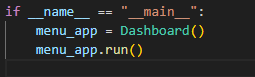 if __name__ == "__main__":
    menu_app = Dashboard()
    menu_app.run()